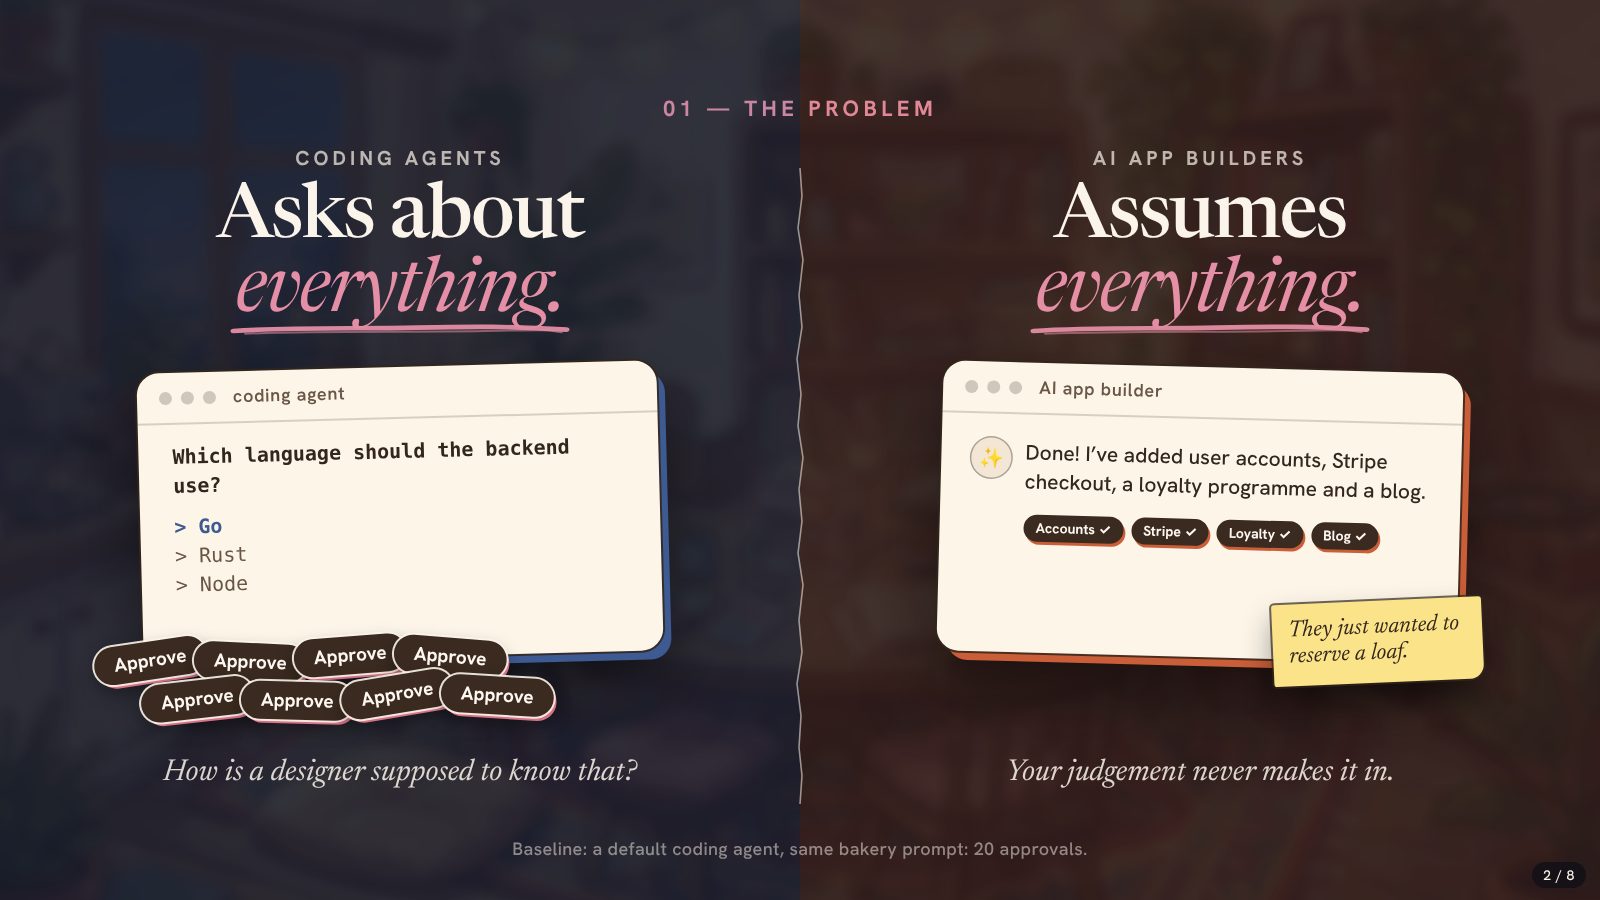 01 — THE PROBLEM
CODING AGENTS
Asks about
everything.
coding agent
Which language should the backend
use?
> Go
> Rust
> Node
Approve Approve Approve Approve
Approve Approve Approve Approve
How is a designer supposed to know that?
AI APP BUILDERS
Assumes
everything.
AI app builder
✨ Done! I’ve added user accounts, Stripe
checkout, a loyalty programme and a blog.
Accounts ✓ Stripe ✓ Loyalty ✓ Blog ✓
They just wanted to
reserve a loaf.
Your judgement never makes it in.
Baseline: a default coding agent, same bakery prompt: 20 approvals.
2 / 8